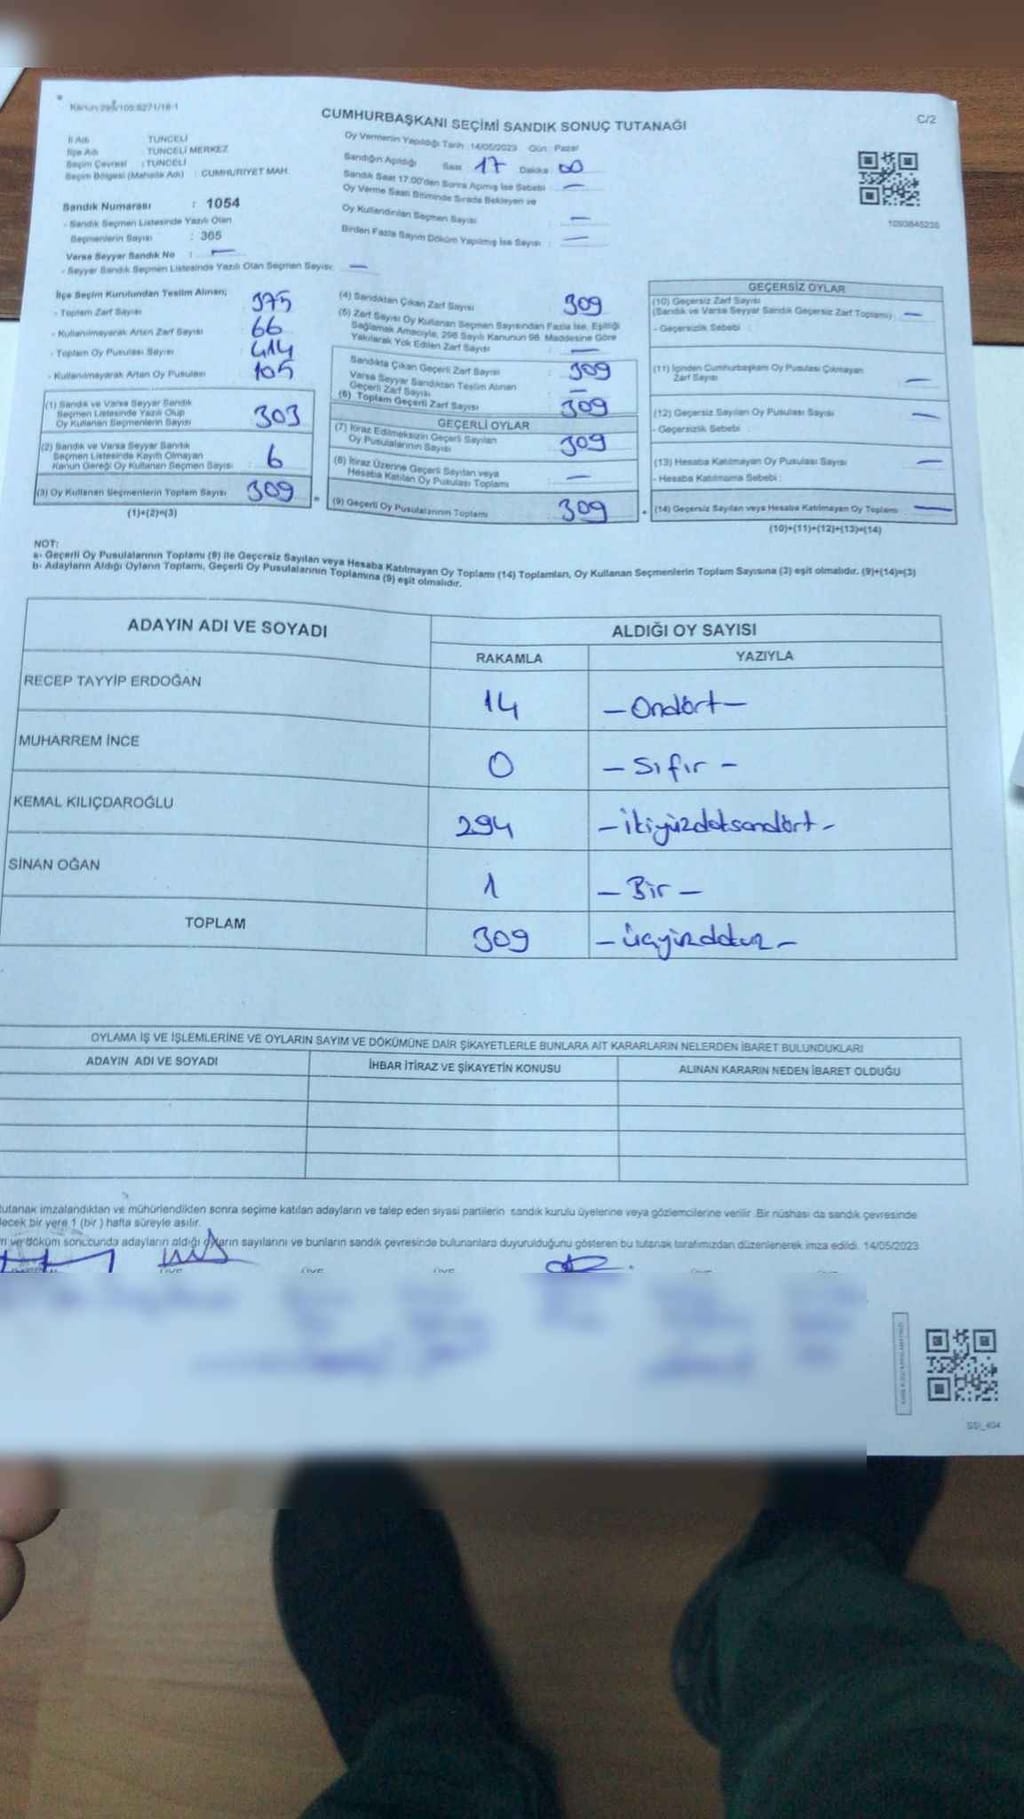 CUMHURBAŞKANI SEÇİMİ SANDIK SONUÇ TUTANAĞI
C/2
İl Adı TUNCELİ
İlçe Adı TUNCELİ MERKEZ
Seçim Çevresi : TUNCELİ
Seçim Bölgesi (Mahalle Adı) : CUMHURİYET MAH.
Sandık Numarası : 1054
- Sandık Seçmen Listesinde Yazılı Olan
Seçmenlerin Sayısı : 365
Varsa Seyyar Sandık No : —
- Seyyar Sandık Seçmen Listesinde Yazılı Olan Seçmen Sayısı: —
Oy Vermenin Yapıldığı Tarih : 14/05/2023 Gün : Pazar
Sandığın Açıldığı Saat 17 Dakika 00
Sandık Saat 17:00'den Sonra Açılmış İse Sebebi : —
Oy Verme Saati Bitiminde Sırada Bekleyen ve
Oy Kullandırılan Seçmen Sayısı : —
Birden Fazla Sayım Döküm Yapılmış İse Sayısı : —
1093845235
İlçe Seçim Kurulundan Teslim Alınan;
- Toplam Zarf Sayısı : 375
- Kullanılmayarak Artan Zarf Sayısı : 66
- Toplam Oy Pusulası Sayısı : 414
- Kullanılmayarak Artan Oy Pusulası : 105
(1) Sandık ve Varsa Seyyar Sandık
Seçmen Listesinde Yazılı Olup
Oy Kullanan Seçmenlerin Sayısı : 303
(2) Sandık ve Varsa Seyyar Sandık
Seçmen Listesinde Kayıtlı Olmayan
Kanun Gereği Oy Kullanan Seçmen Sayısı : 6
(3) Oy Kullanan Seçmenlerin Toplam Sayısı : 309
(1)+(2)=(3)
(4) Sandıktan Çıkan Zarf Sayısı : 309
(5) Zarf Sayısı Oy Kullanan Seçmen Sayısından Fazla İse, Eşitliği
Sağlamak Amacıyla, 298 Sayılı Kanunun 98. Maddesine Göre
Yakılarak Yok Edilen Zarf Sayısı : —
Sandıkta Çıkan Geçerli Zarf Sayısı : 309
Varsa Seyyar Sandıktan Teslim Alınan
Geçerli Zarf Sayısı : —
(6) Toplam Geçerli Zarf Sayısı : 309
GEÇERLİ OYLAR
(7) İtiraz Edilmeksizin Geçerli Sayılan
Oy Pusulalarının Sayısı : 309
(8) İtiraz Üzerine Geçerli Sayılan veya
Hesaba Katılan Oy Pusulası Toplamı : —
= (9) Geçerli Oy Pusulalarının Toplamı : 309
GEÇERSİZ OYLAR
(10) Geçersiz Zarf Sayısı
(Sandık ve Varsa Seyyar Sandık Geçersiz Zarf Toplamı) : —
- Geçersizlik Sebebi :
(11) İçinden Cumhurbaşkanı Oy Pusulası Çıkmayan
Zarf Sayısı : —
(12) Geçersiz Sayılan Oy Pusulası Sayısı : —
- Geçersizlik Sebebi :
(13) Hesaba Katılmayan Oy Pusulası Sayısı : —
- Hesaba Katılmama Sebebi :
+ (14) Geçersiz Sayılan veya Hesaba Katılmayan Oy Toplamı : —
(10)+(11)+(12)+(13)=(14)
NOT:
a- Geçerli Oy Pusulalarının Toplamı (9) ile Geçersiz Sayılan veya Hesaba Katılmayan Oy Toplamı (14) Toplamları, Oy Kullanan Seçmenlerin Toplam Sayısına (3) eşit olmalıdır. (9)+(14)=(3)
b- Adayların Aldığı Oyların Toplamı, Geçerli Oy Pusulalarının Toplamına (9) eşit olmalıdır.
ADAYIN ADI VE SOYADI ALDIĞI OY SAYISI
RAKAMLA YAZIYLA
RECEP TAYYİP ERDOĞAN 14 – Ondört –
MUHARREM İNCE 0 – Sıfır –
KEMAL KILIÇDAROĞLU 294 – ikiyüzdoksandört –
SİNAN OĞAN 1 – Bir –
TOPLAM 309 – üçyüzdokuz –
OYLAMA İŞ VE İŞLEMLERİNE VE OYLARIN SAYIM VE DÖKÜMÜNE DAİR ŞİKAYETLERLE BUNLARA AİT KARARLARIN NELERDEN İBARET BULUNDUKLARI
ADAYIN ADI VE SOYADI İHBAR İTİRAZ VE ŞİKAYETİN KONUSU ALINAN KARARIN NEDEN İBARET OLDUĞU
tutanak imzalandıktan ve mühürlendikten sonra seçime katılan adayların ve talep eden siyasi partilerin sandık kurulu üyelerine veya gözlemcilerine verilir. Bir nüshası da sandık çevresinde
lecek bir yere 1 (bir) hafta süreyle asılır.
m ve döküm sonucunda adayların aldığı oyların sayılarını ve bunların sandık çevresinde bulunanlara duyurulduğunu gösteren bu tutanak tarafımızdan düzenlenerek imza edildi. 14/05/2023